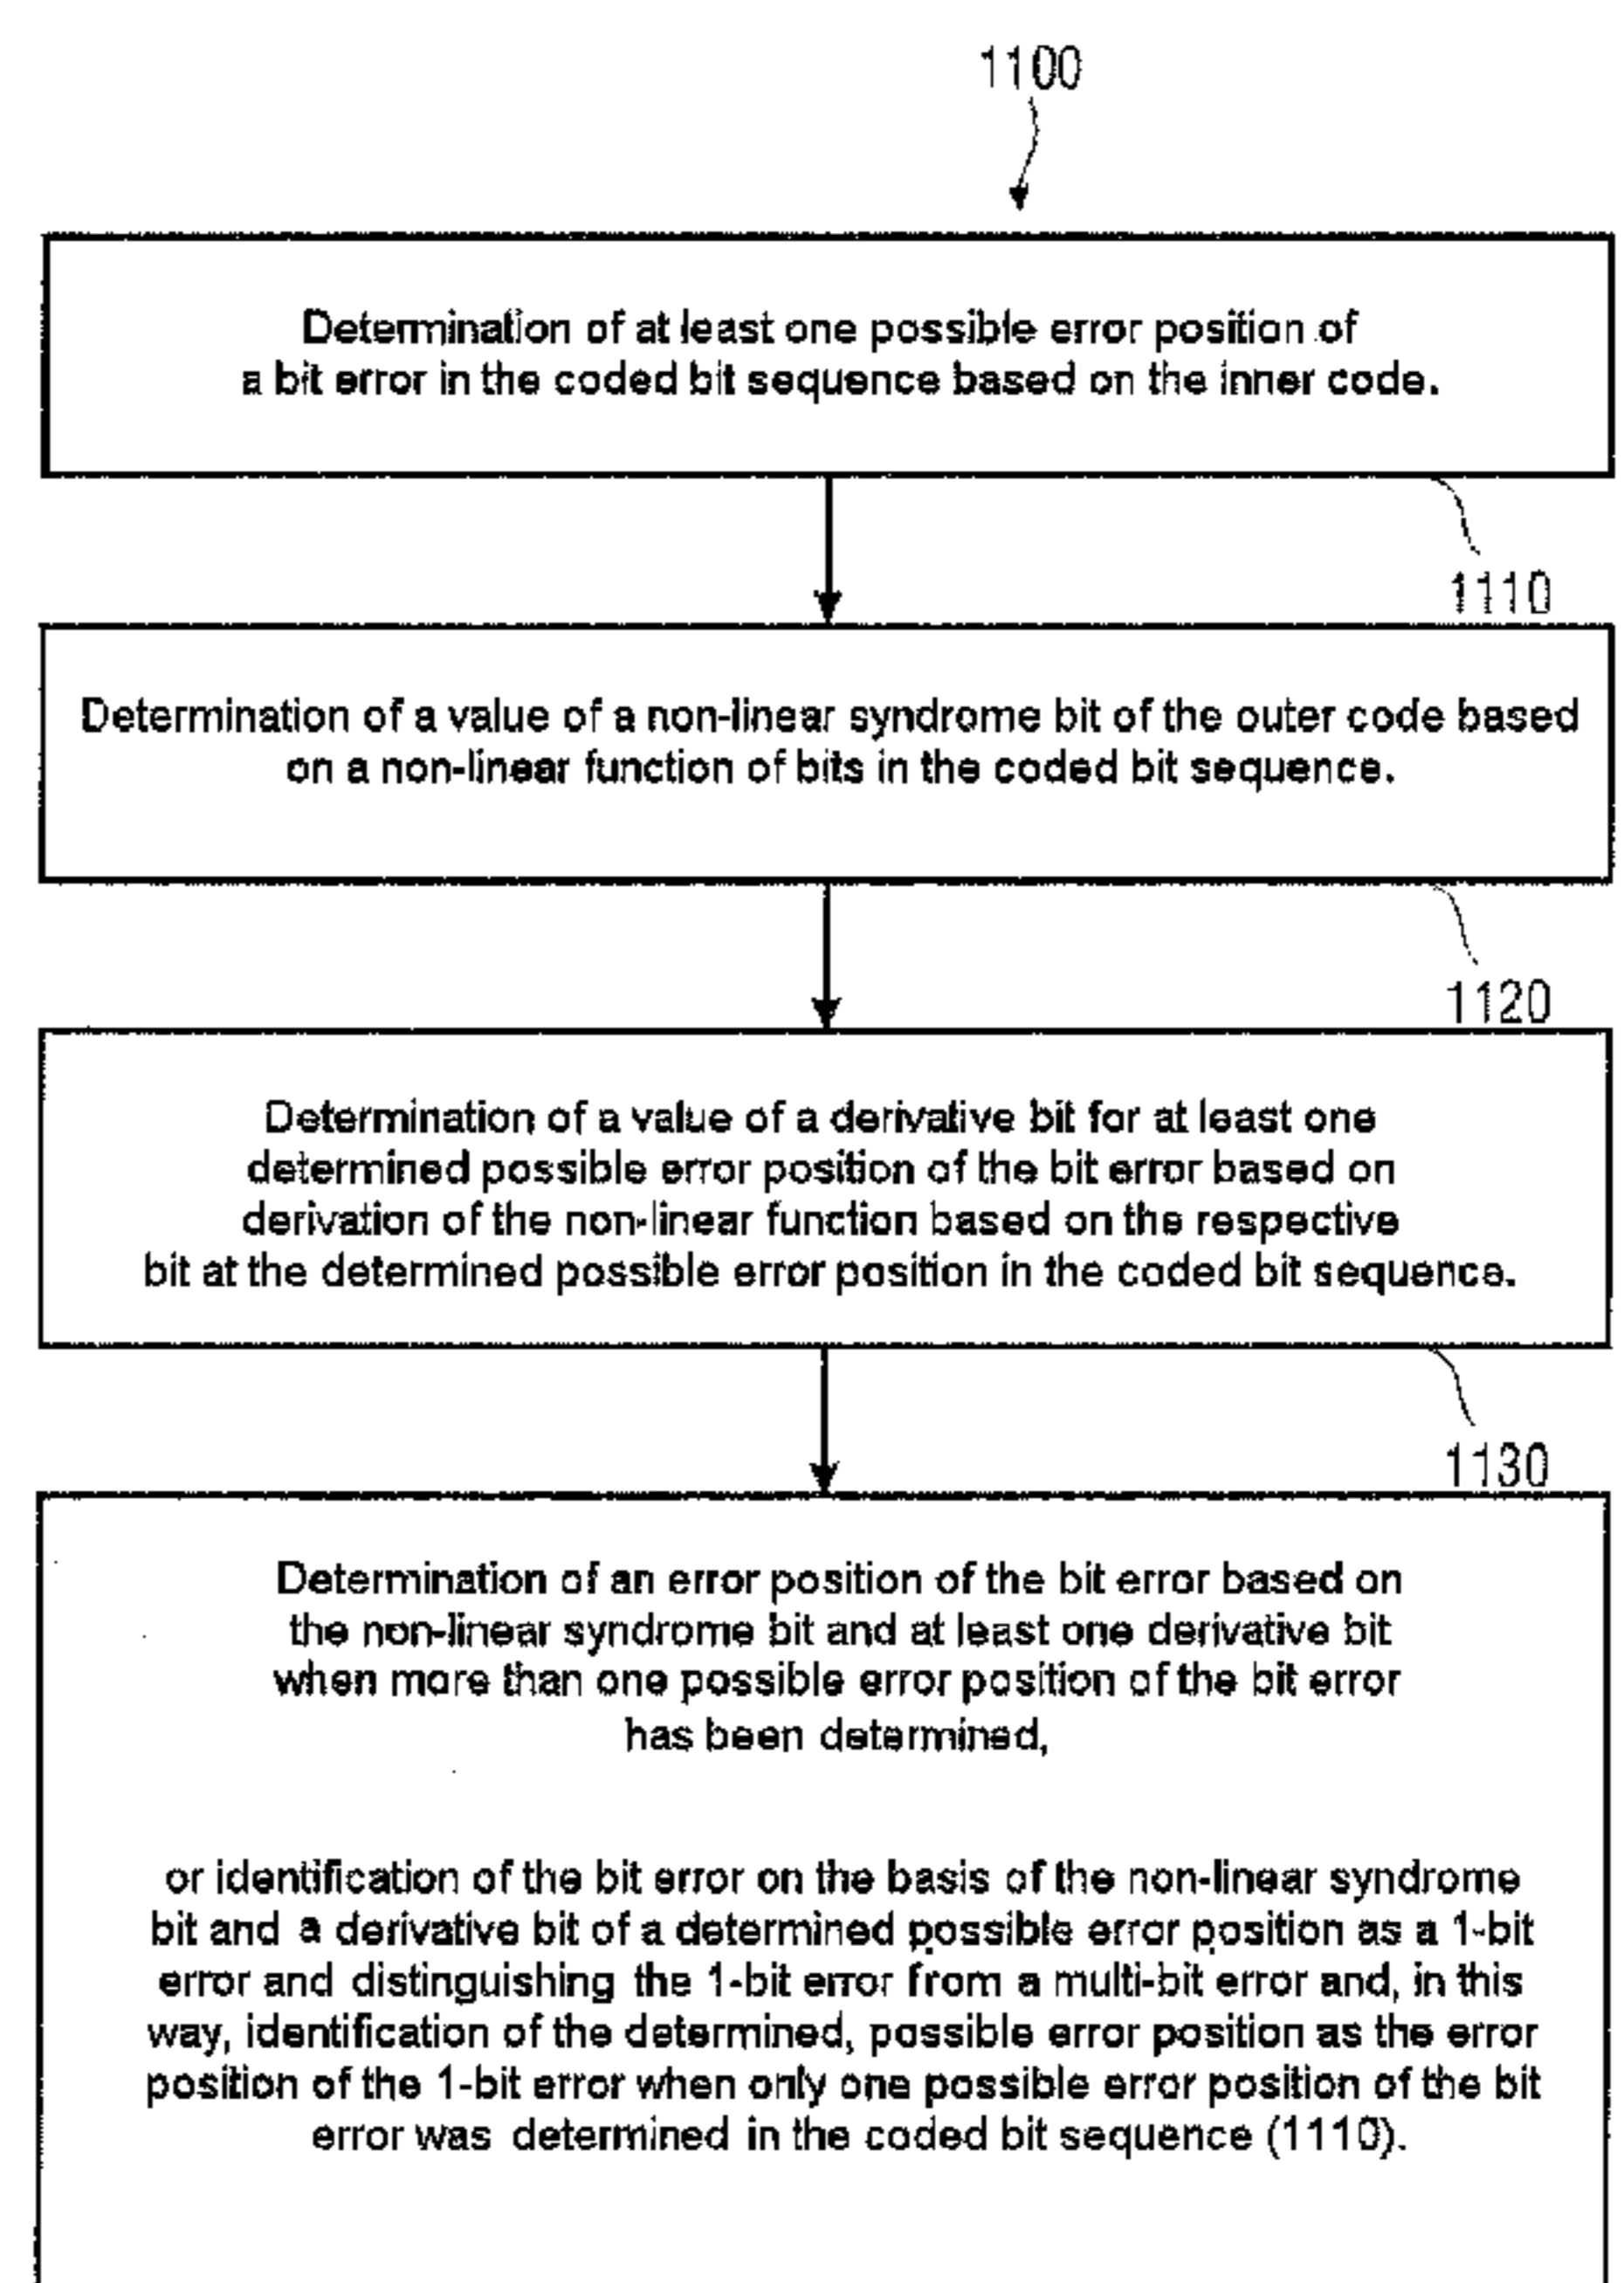 1100
Determination of at least one possible error position of
a bit error in the coded bit sequence based on the inner code.
1110
Determination of a value of a non-linear syndrome bit of the outer code based
on a non-linear function of bits in the coded bit sequence.
1120
Determination of a value of a derivative bit for at least one
determined possible error position of the bit error based on
derivation of the non-linear function based on the respective
bit at the determined possible error position in the coded bit sequence.
1130
Determination of an error position of the bit error based on
the non-linear syndrome bit and at least one derivative bit
when more than one possible error position of the bit error
has been determined,
or identification of the bit error on the basis of the non-linear syndrome
bit and a derivative bit of a determined possible error position as a 1-bit
error and distinguishing the 1-bit error from a multi-bit error and, in this
way, identification of the determined, possible error position as the error
position of the 1-bit error when only one possible error position of the bit
error was determined in the coded bit sequence (1110).